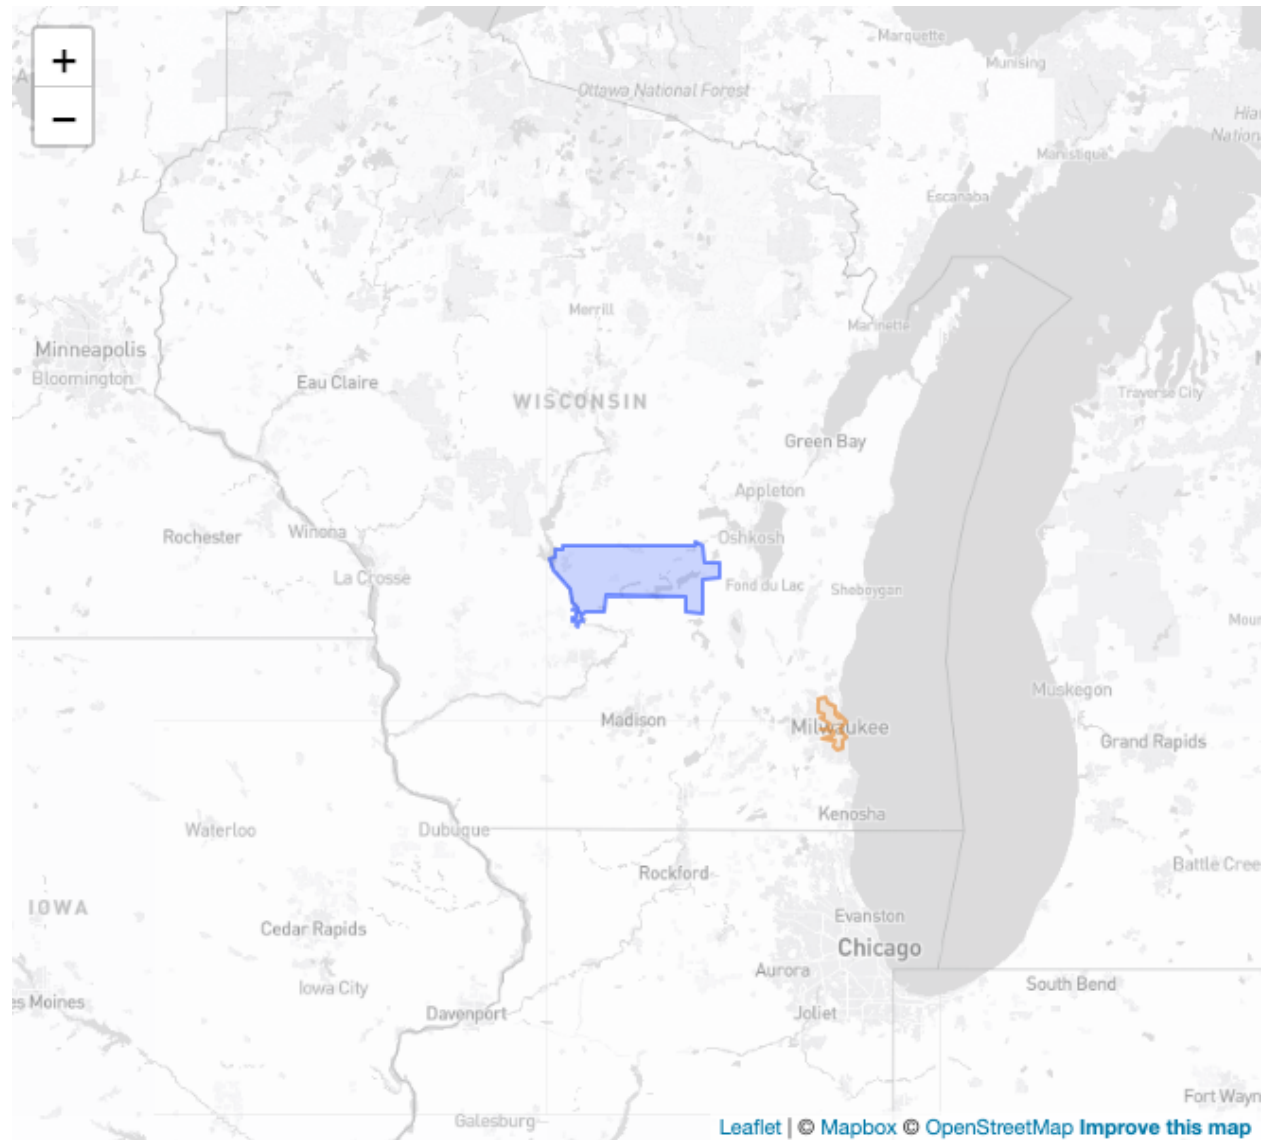 +
−
Marquette
Munising
Ottawa National Forest
Manistique
Escanaba
Merrill
Marinette
Minneapolis
Bloomington
Eau Claire
WISCONSIN
Traverse City
Green Bay
Appleton
Rochester
Winona
Oshkosh
La Crosse
Fond du Lac
Sheboygan
Muskegon
Madison
Milwaukee
Grand Rapids
Kenosha
Waterloo
Dubuque
Rockford
Battle Cree
IOWA
Evanston
Cedar Rapids
Chicago
Aurora
Iowa City
South Bend
es Moines
Davenport
Joliet
Fort Wayn
Galesburg
Leaflet | © Mapbox © OpenStreetMap Improve this map